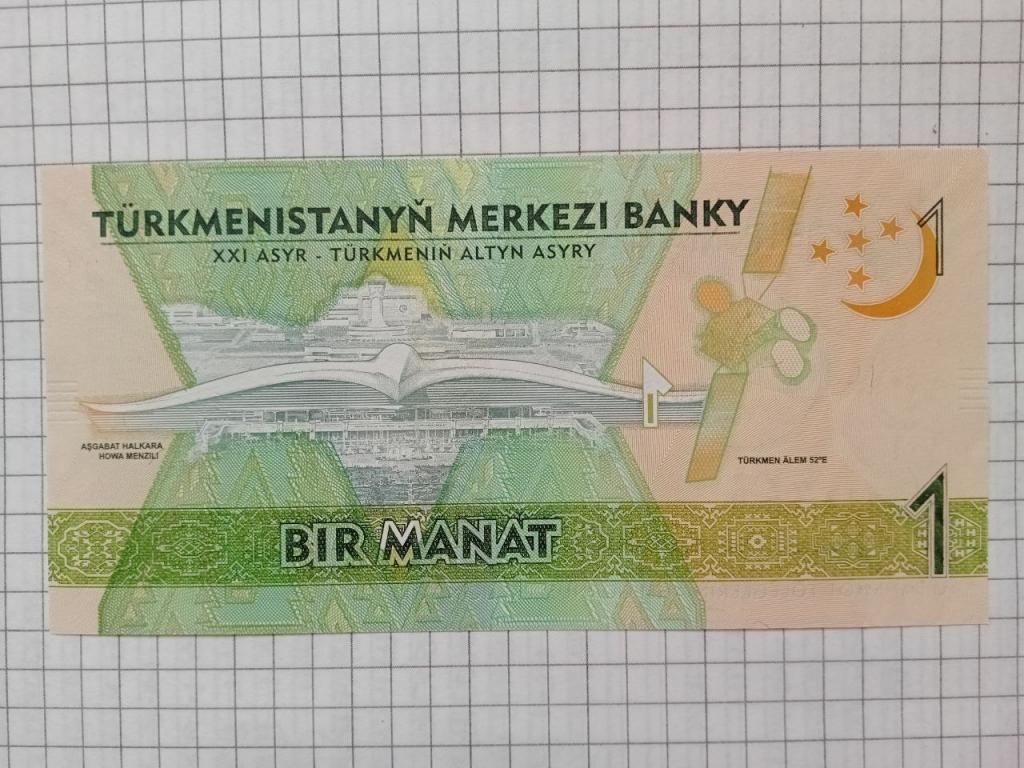 TÜRKMENISTANYŇ MERKEZI BANKY
XXI ASYR - TÜRKMENIŇ ALTYN ASYRY
1
1
AŞGABAT HALKARA
HOWA MENZILI
TÜRKMEN ÄLEM 52°E
BIR MANAT
1